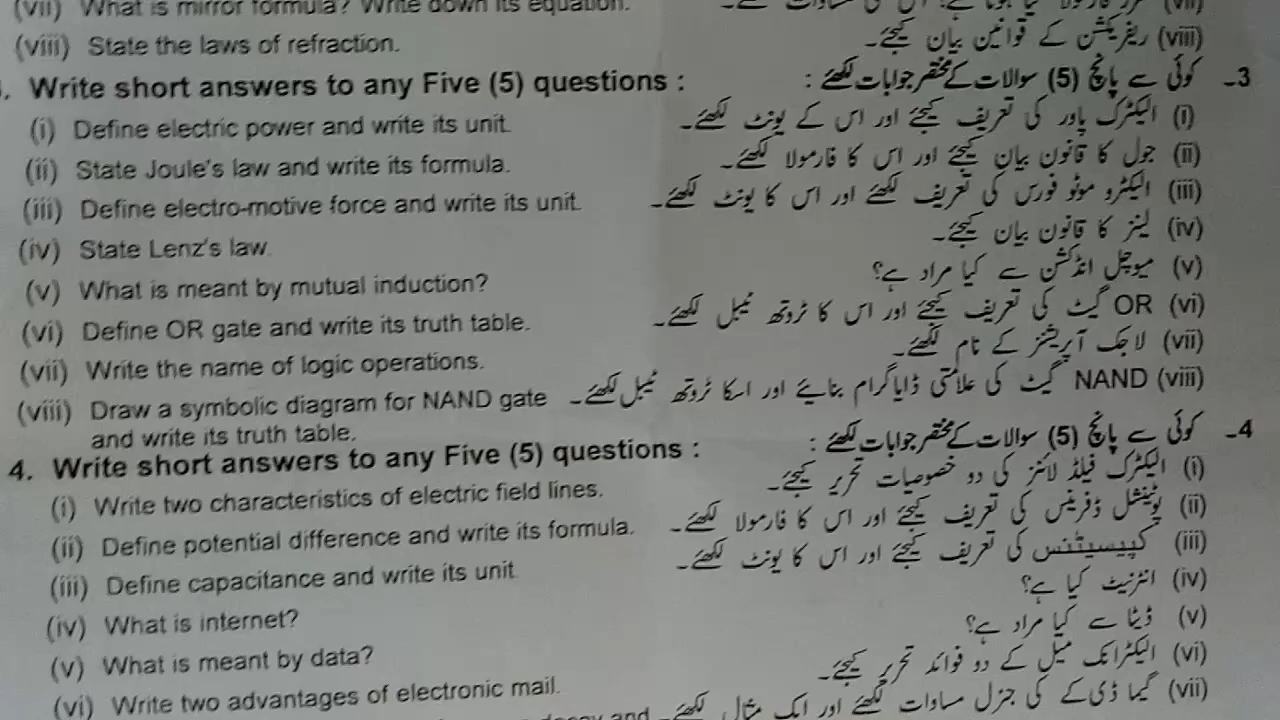 (vii) What is mirror formula? Write down its equation.
(viii) State the laws of refraction. (viii) ریفریکشن کے قوانین بیان کیجئے۔
Write short answers to any Five (5) questions : 3۔ کوئی سے پانچ (5) سوالات کے مختصر جوابات لکھئے :
(i) Define electric power and write its unit. (i) الیکٹرک پاور کی تعریف کیجئے اور اس کے یونٹ لکھئے۔
(ii) State Joule's law and write its formula. (ii) جول کا قانون بیان کیجئے اور اس کا فارمولا لکھئے۔
(iii) Define electro-motive force and write its unit. (iii) الیکٹرو موٹو فورس کی تعریف لکھئے اور اس کا یونٹ لکھئے۔
(iv) State Lenz's law. (iv) لینز کا قانون بیان کیجئے۔
(v) What is meant by mutual induction? (v) میوچل انڈکشن سے کیا مراد ہے؟
(vi) Define OR gate and write its truth table. (vi) OR گیٹ کی تعریف کیجئے اور اس کا ٹروتھ ٹیبل لکھئے۔
(vii) Write the name of logic operations. (vii) لاجک آپریشنز کے نام لکھئے۔
(viii) Draw a symbolic diagram for NAND gate (viii) NAND گیٹ کی علامتی ڈایاگرام بنائیے اور اسکا ٹروتھ ٹیبل لکھئے۔
and write its truth table.
4. Write short answers to any Five (5) questions : 4۔ کوئی سے پانچ (5) سوالات کے مختصر جوابات لکھئے :
(i) Write two characteristics of electric field lines. (i) الیکٹرک فیلڈ لائنز کی دو خصوصیات تحریر کیجئے۔
(ii) Define potential difference and write its formula. (ii) پوٹینشل ڈفرینس کی تعریف کیجئے اور اس کا فارمولا لکھئے۔
(iii) Define capacitance and write its unit (iii) کیپیسیٹنس کی تعریف کیجئے اور اس کا یونٹ لکھئے۔
(iv) What is internet? (iv) انٹرنیٹ کیا ہے؟
(v) What is meant by data? (v) ڈیٹا سے کیا مراد ہے؟
(vi) Write two advantages of electronic mail. (vi) الیکٹرانک میل کے دو فوائد تحریر کیجئے۔
and (vii) گیما ڈی کے کی جنرل مساوات لکھئے اور ایک مثال لکھئے۔